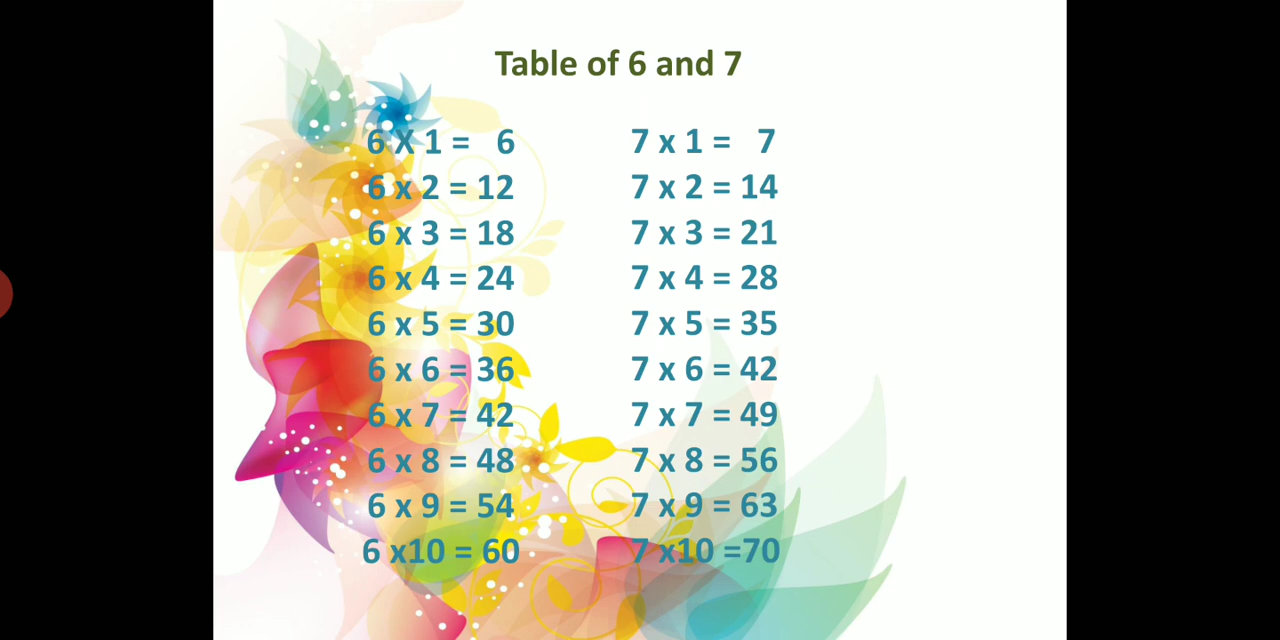 Table of 6 and 7
6 X 1 = 6
6 x 2 = 12
6 x 3 = 18
6 x 4 = 24
6 x 5 = 30
6 x 6 = 36
6 x 7 = 42
6 x 8 = 48
6 x 9 = 54
6 x10 = 60
7 x 1 = 7
7 x 2 = 14
7 x 3 = 21
7 x 4 = 28
7 x 5 = 35
7 x 6 = 42
7 x 7 = 49
7 x 8 = 56
7 x 9 = 63
7 x10 =70